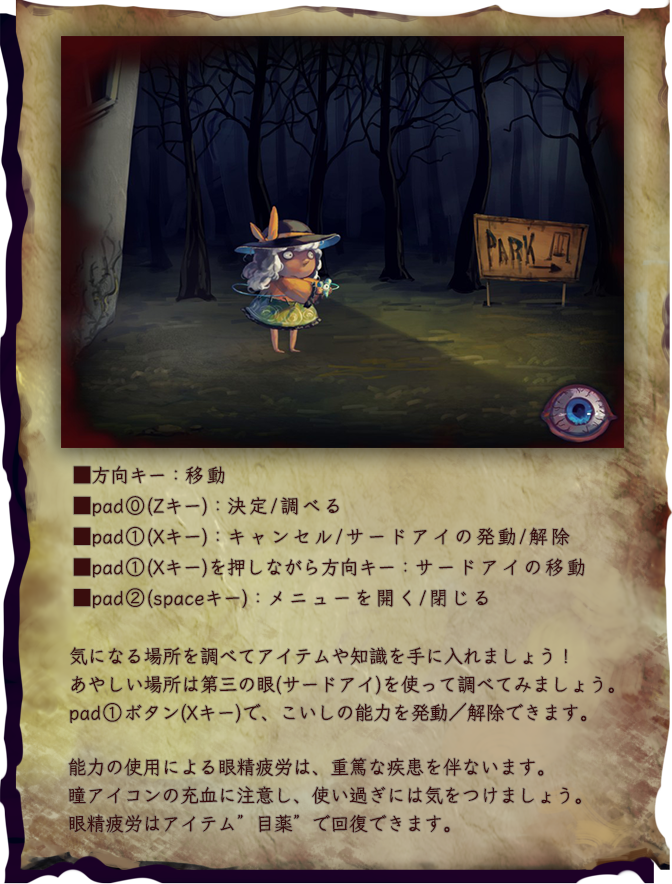 PARK
■方向キー：移動
■pad⓪(Zキー)：決定/調べる
■pad①(Xキー)：キャンセル/サードアイの発動/解除
■pad①(Xキー)を押しながら方向キー：サードアイの移動
■pad②(spaceキー)：メニューを開く/閉じる
気になる場所を調べてアイテムや知識を手に入れましょう！
あやしい場所は第三の眼(サードアイ)を使って調べてみましょう。
pad①ボタン(Xキー)で、こいしの能力を発動／解除できます。
能力の使用による眼精疲労は、重篤な疾患を伴ないます。
瞳アイコンの充血に注意し、使い過ぎには気をつけましょう。
眼精疲労はアイテム”目薬”で回復できます。